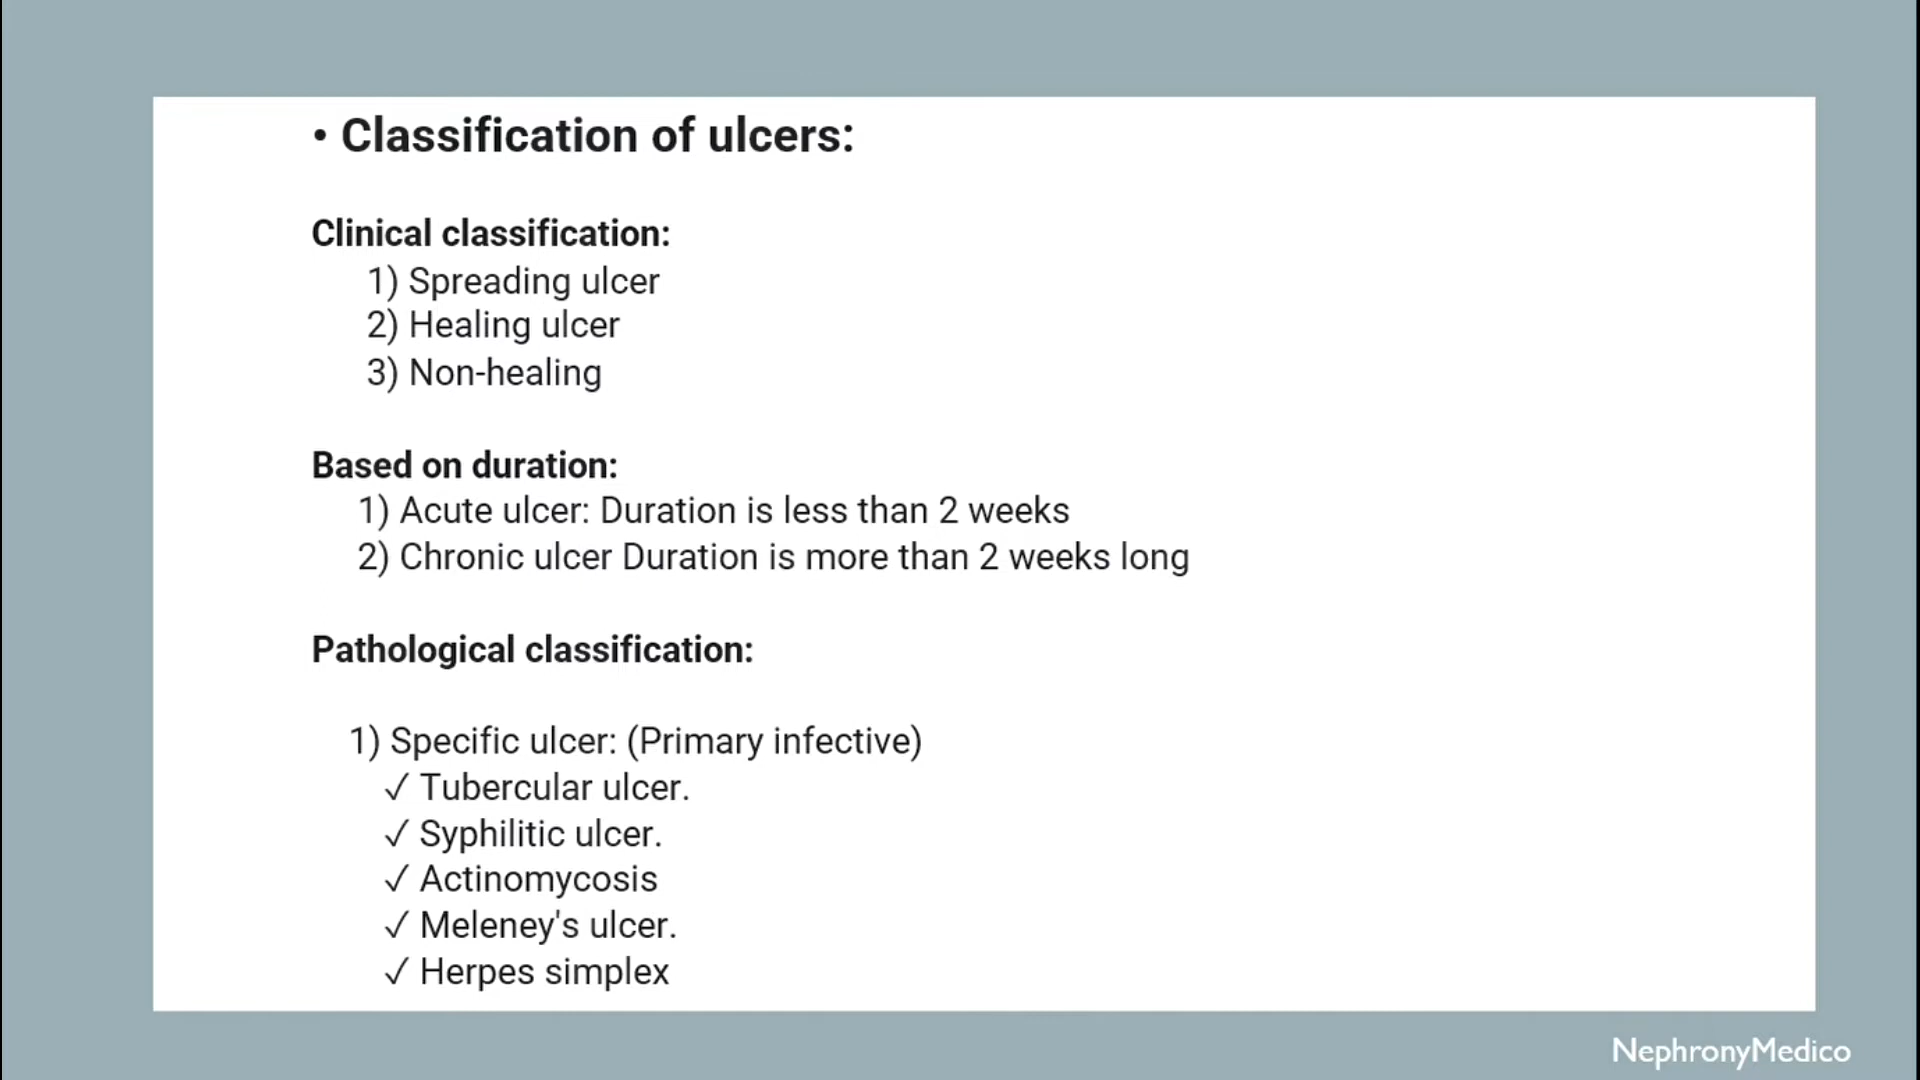 • Classification of ulcers:
Clinical classification:
1) Spreading ulcer
2) Healing ulcer
3) Non-healing
Based on duration:
1) Acute ulcer: Duration is less than 2 weeks
2) Chronic ulcer Duration is more than 2 weeks long
Pathological classification:
1) Specific ulcer: (Primary infective)
✓ Tubercular ulcer.
✓ Syphilitic ulcer.
✓ Actinomycosis
✓ Meleney's ulcer.
✓ Herpes simplex
NephronyMedico